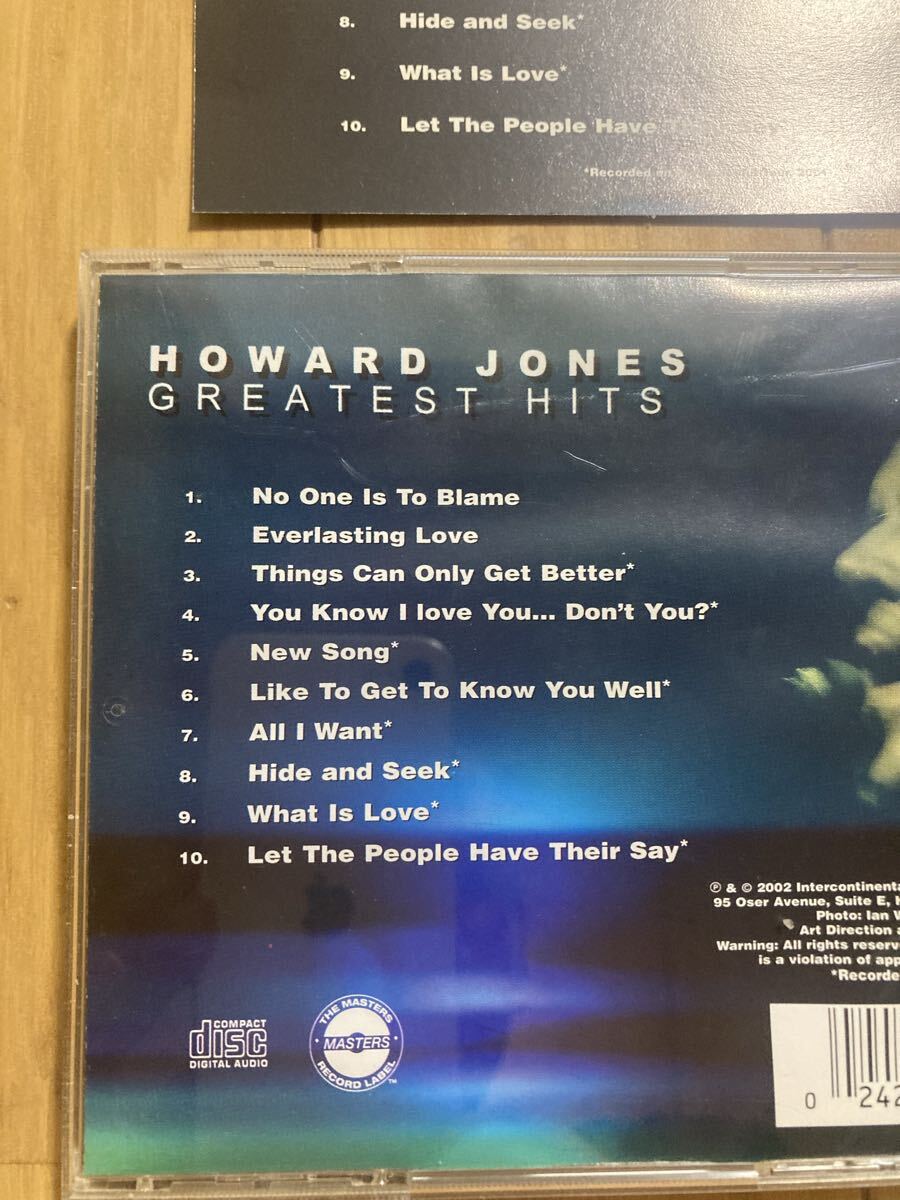 8. Hide and Seek*
9. What Is Love*
10. Let The People Have
*Recorded
HOWARD JONES
GREATEST HITS
1. No One Is To Blame
2. Everlasting Love
3. Things Can Only Get Better*
4. You Know I love You... Don't You?*
5. New Song*
6. Like To Get To Know You Well*
7. All I Want*
8. Hide and Seek*
9. What Is Love*
10. Let The People Have Their Say*
℗ & © 2002 Intercontinenta
95 Oser Avenue, Suite E, H
Photo: Ian W
Art Direction a
Warning: All rights reserve
is a violation of app
*Recorde
COMPACT
disc
DIGITAL AUDIO
THE MASTERS
MASTERS
RECORD LABEL
TM
0 242